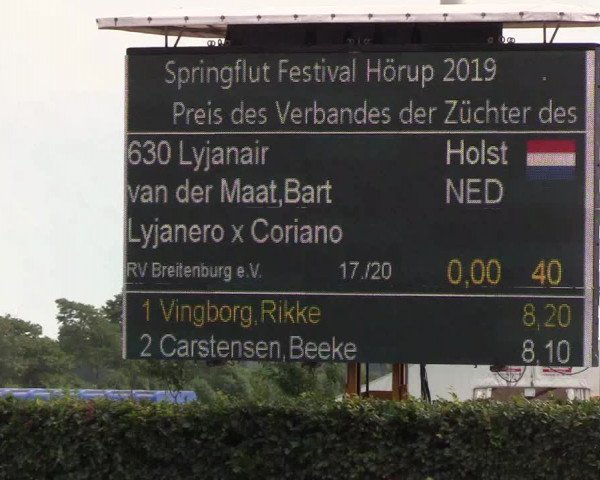 Springflut Festival Hörup 2019
Preis des Verbandes der Züchter des
630 Lyjanair Holst
van der Maat,Bart NED
Lyjanero x Coriano
RV Breitenburg e.V. 17./20 0,00 40
1 Vingborg,Rikke 8,20
2 Carstensen,Beeke 8,10